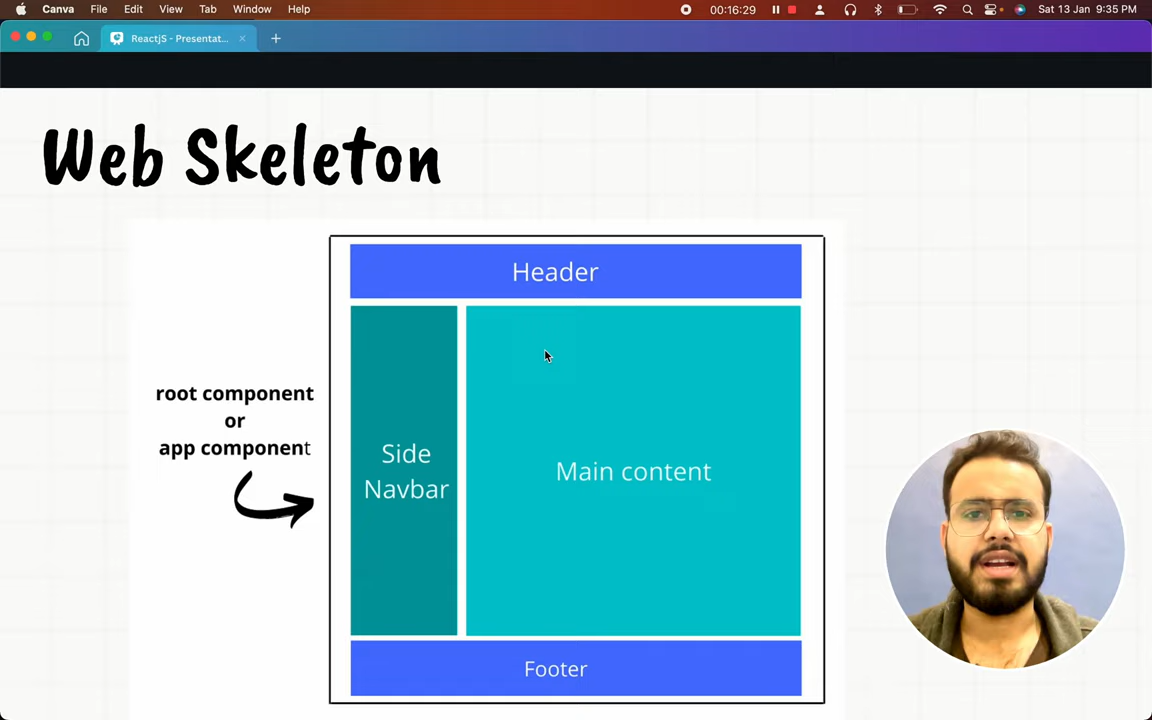 Canva File Edit View Tab Window Help 00:16:29 Sat 13 Jan 9:35 PM
ReactjS - Presentat...
Web Skeleton
Header
root component
or
app component
Side
Navbar
Main content
Footer